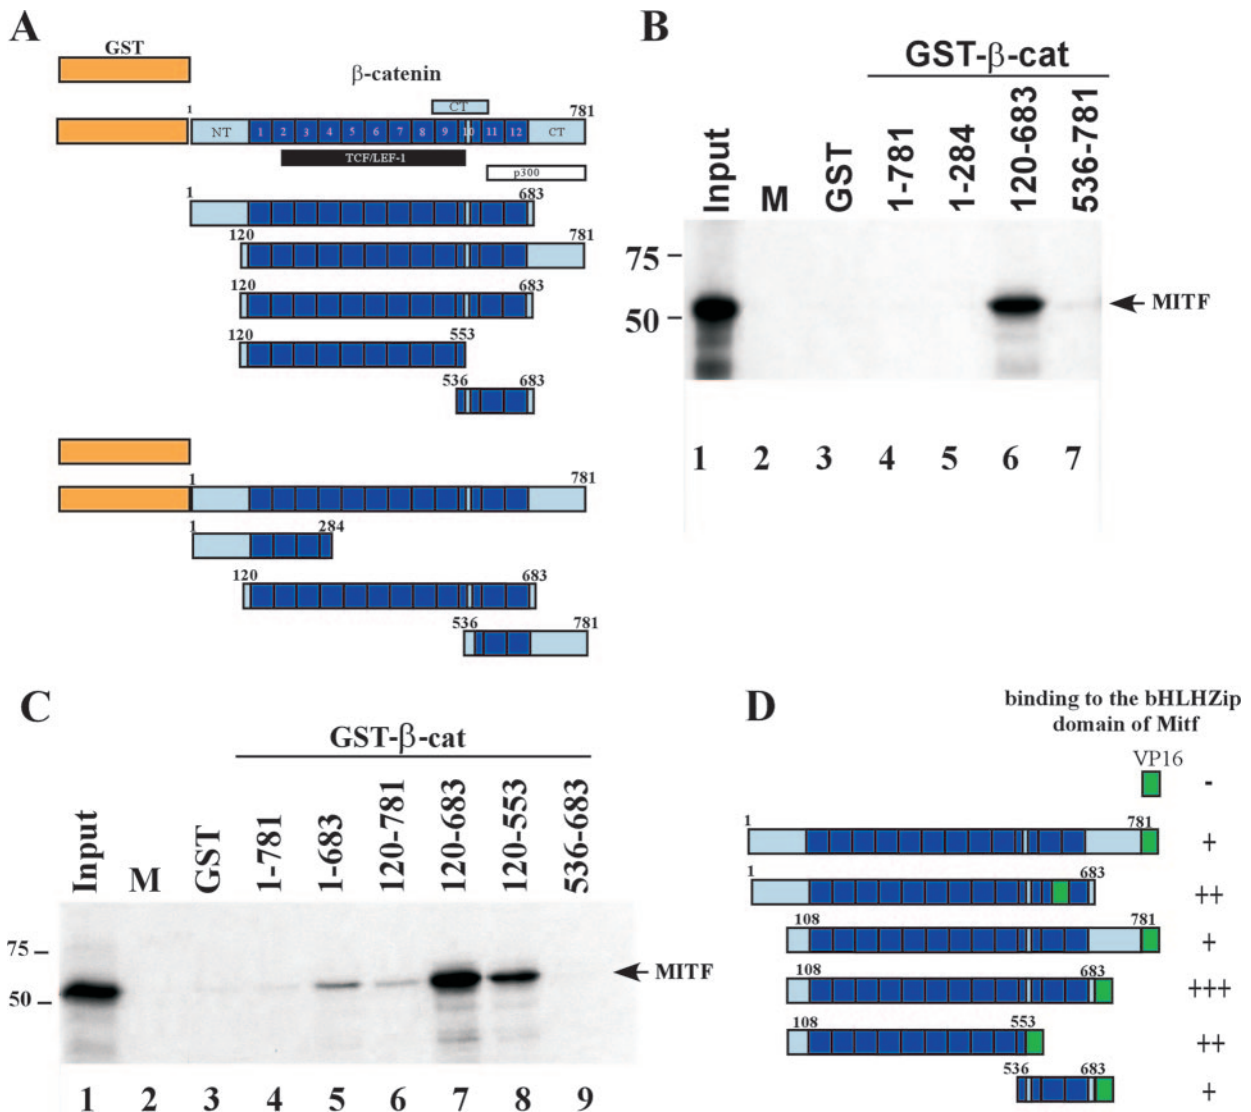 A
GST
β-catenin
1
781
CT
NT 1 2 3 4 5 6 7 8 9 10 11 12 CT
TCF/LEF-1
p300
1 683
120 781
120 683
120 553
536 683
1 781
1 284
120 683
536 781
B
GST-β-cat
Input M GST 1-781 1-284 120-683 536-781
75
50
MITF
1 2 3 4 5 6 7
C
GST-β-cat
Input M GST 1-781 1-683 120-781 120-683 120-553 536-683
75
50
MITF
1 2 3 4 5 6 7 8 9
D
binding to the bHLHZip
domain of Mitf
VP16
-
1 781
+
1 683
++
108 781
+
108 683
+++
108 553
++
536 683
+